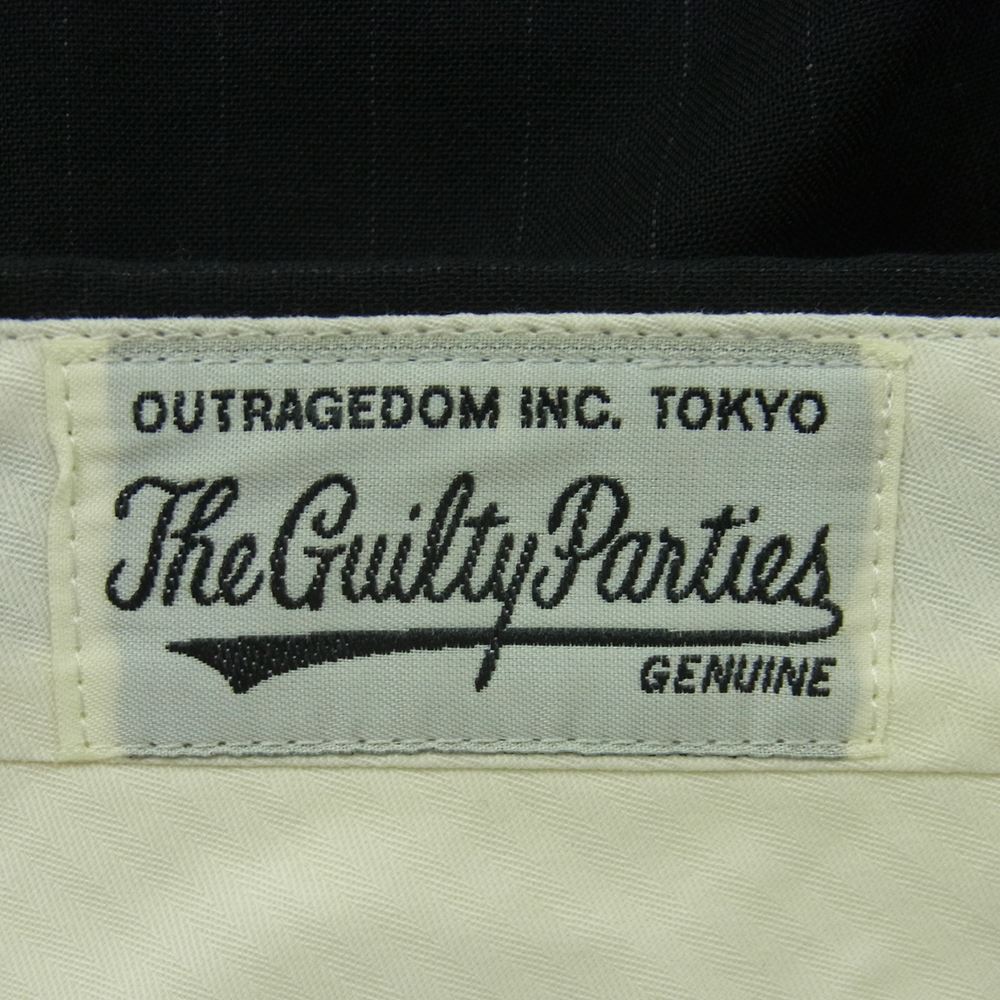 OUTRAGEDOM INC. TOKYO
The Guilty Parties
GENUINE